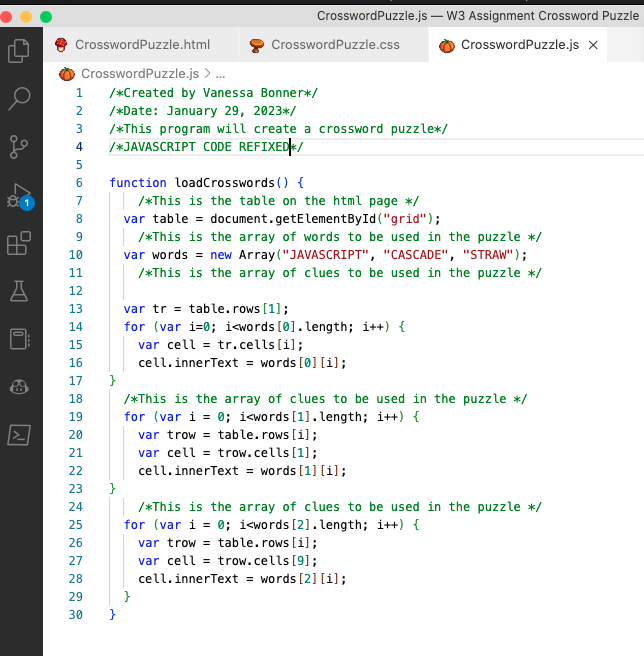 CrosswordPuzzle.js — W3 Assignment Crossword Puzzle
CrosswordPuzzle.html CrosswordPuzzle.css CrosswordPuzzle.js ×
CrosswordPuzzle.js > ...
1 /*Created by Vanessa Bonner*/
2 /*Date: January 29, 2023*/
3 /*This program will create a crossword puzzle*/
4 /*JAVASCRIPT CODE REFIXED*/
5
6 function loadCrosswords() {
7 /*This is the table on the html page */
8 var table = document.getElementById("grid");
9 /*This is the array of words to be used in the puzzle */
10 var words = new Array("JAVASCRIPT", "CASCADE", "STRAW");
11 /*This is the array of clues to be used in the puzzle */
12
13 var tr = table.rows[1];
14 for (var i=0; i<words[0].length; i++) {
15 var cell = tr.cells[i];
16 cell.innerText = words[0][i];
17 }
18 /*This is the array of clues to be used in the puzzle */
19 for (var i = 0; i<words[1].length; i++) {
20 var trow = table.rows[i];
21 var cell = trow.cells[1];
22 cell.innerText = words[1][i];
23 }
24 /*This is the array of clues to be used in the puzzle */
25 for (var i = 0; i<words[2].length; i++) {
26 var trow = table.rows[i];
27 var cell = trow.cells[9];
28 cell.innerText = words[2][i];
29 }
30 }
1